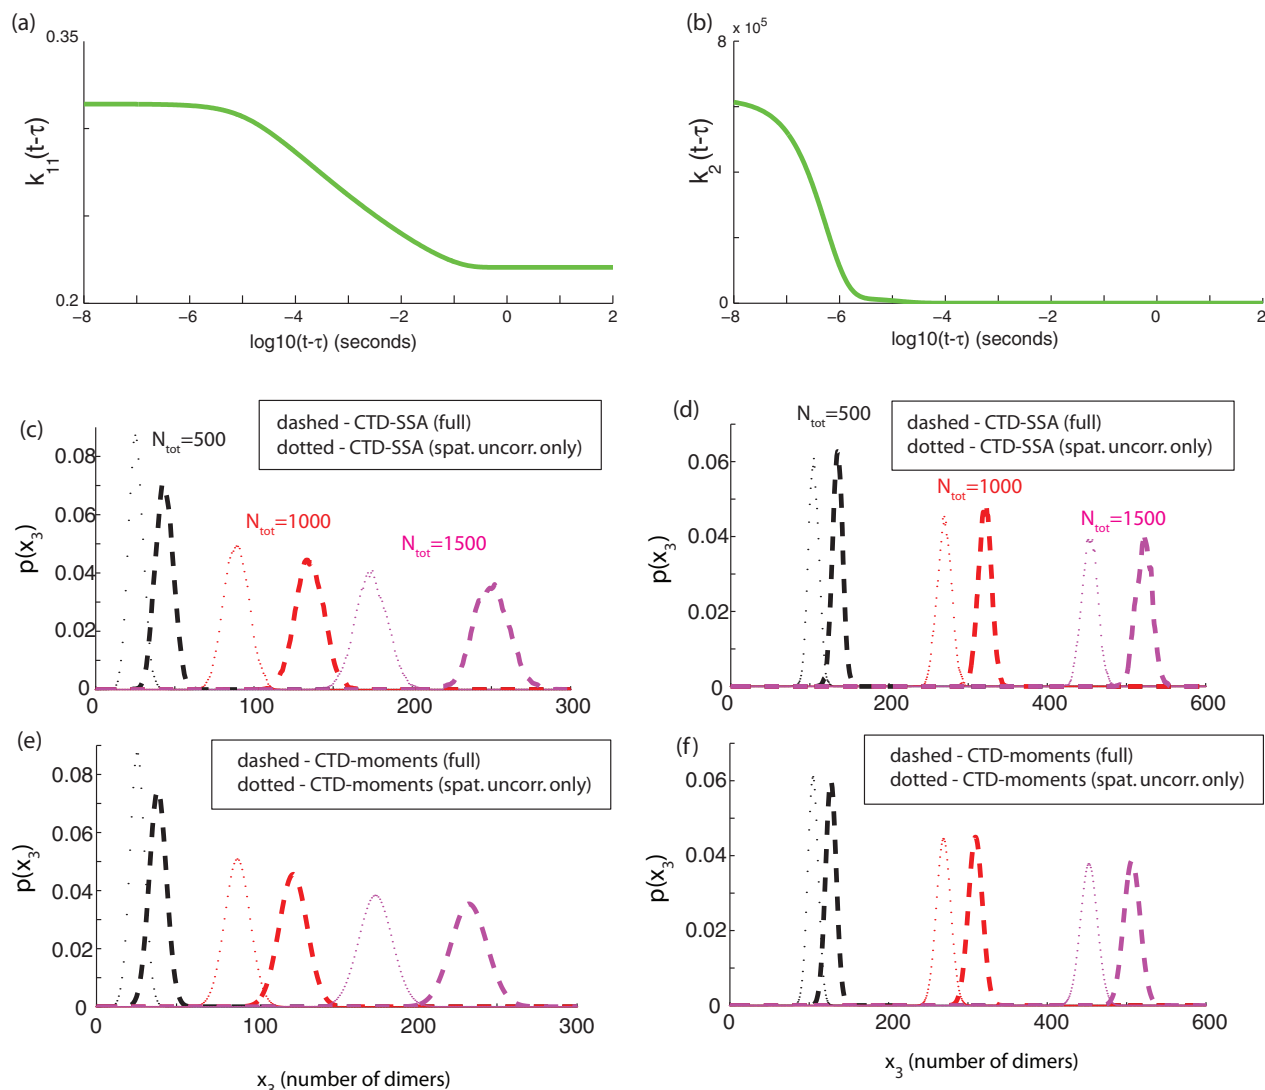 (a)
0.35
k11(t-τ)
0.2
−8 −6 −4 −2 0 2
log10(t-τ) (seconds)
(b)
8 x 10^5
k2(t-τ)
4
0
−8 −6 −4 −2 0 2
log10(t-τ) (seconds)
(c)
dashed - CTD-SSA (full)
dotted - CTD-SSA (spat. uncorr. only)
Ntot=500
Ntot=1000
Ntot=1500
p(x3)
0.08
0.06
0.04
0.02
0
0 100 200 300
(d)
dashed - CTD-SSA (full)
dotted - CTD-SSA (spat. uncorr. only)
Ntot=500
Ntot=1000
Ntot=1500
p(x3)
0.06
0.04
0.02
0
0 200 400 600
(e)
dashed - CTD-moments (full)
dotted - CTD-moments (spat. uncorr. only)
p(x3)
0.08
0.06
0.04
0.02
0
0 100 200 300
x3 (number of dimers)
(f)
dashed - CTD-moments (full)
dotted - CTD-moments (spat. uncorr. only)
p(x3)
0.06
0.04
0.02
0
0 200 400 600
x3 (number of dimers)